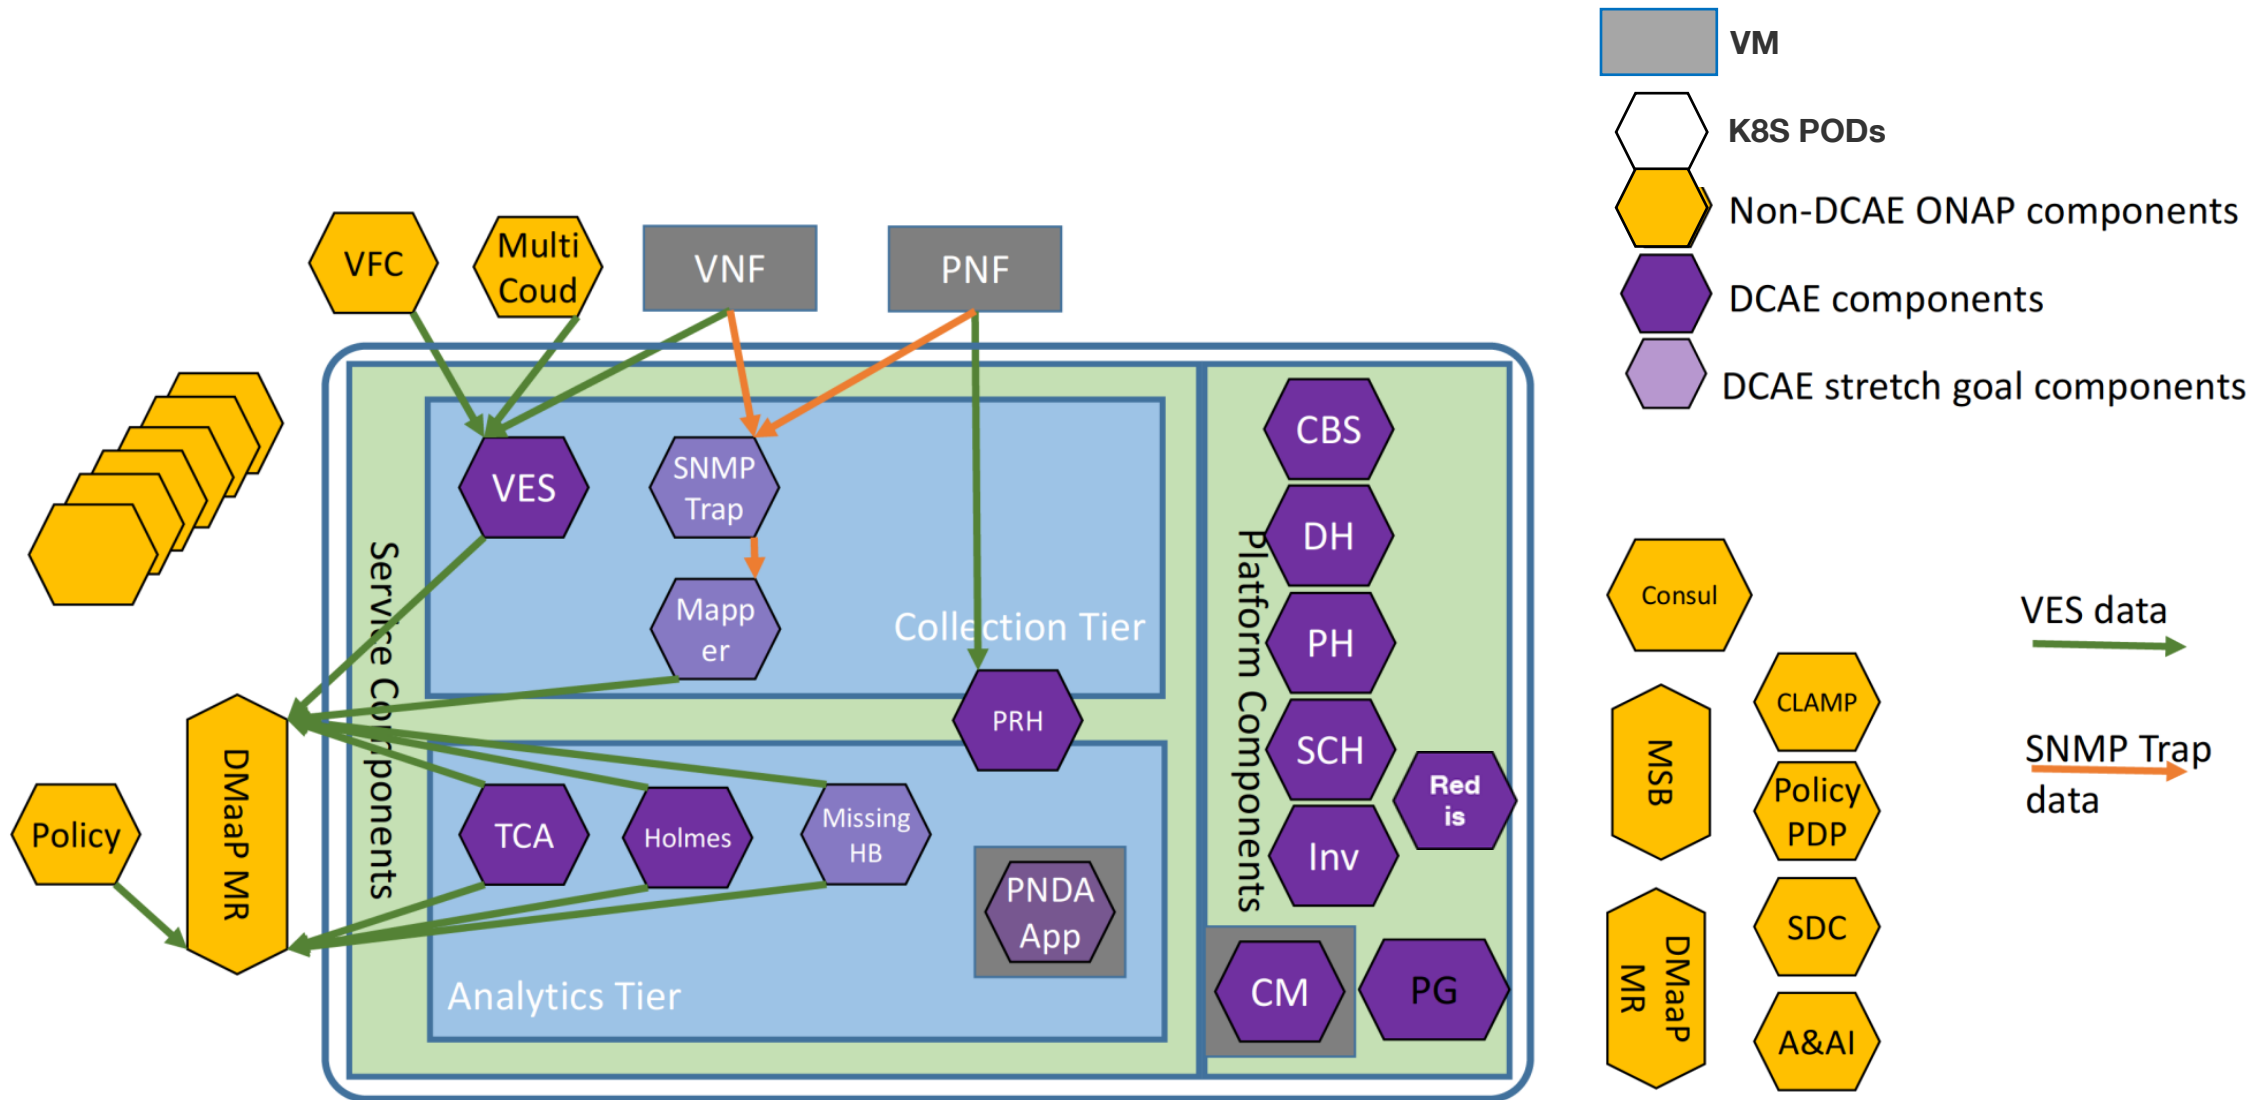 VM
K8S PODs
Non-DCAE ONAP components
DCAE components
DCAE stretch goal components
VFC
Multi
Coud
VNF
PNF
VES
SNMP
Trap
Mapp
er
Collection Tier
Service Components
PRH
DMaaP MR
Policy
TCA
Holmes
Missing
HB
PNDA
App
Analytics Tier
Platform Components
CBS
DH
PH
SCH
Red
is
Inv
CM
PG
Consul
CLAMP
MSB
Policy
PDP
SDC
DMaaP
MR
A&AI
VES data
SNMP Trap
data